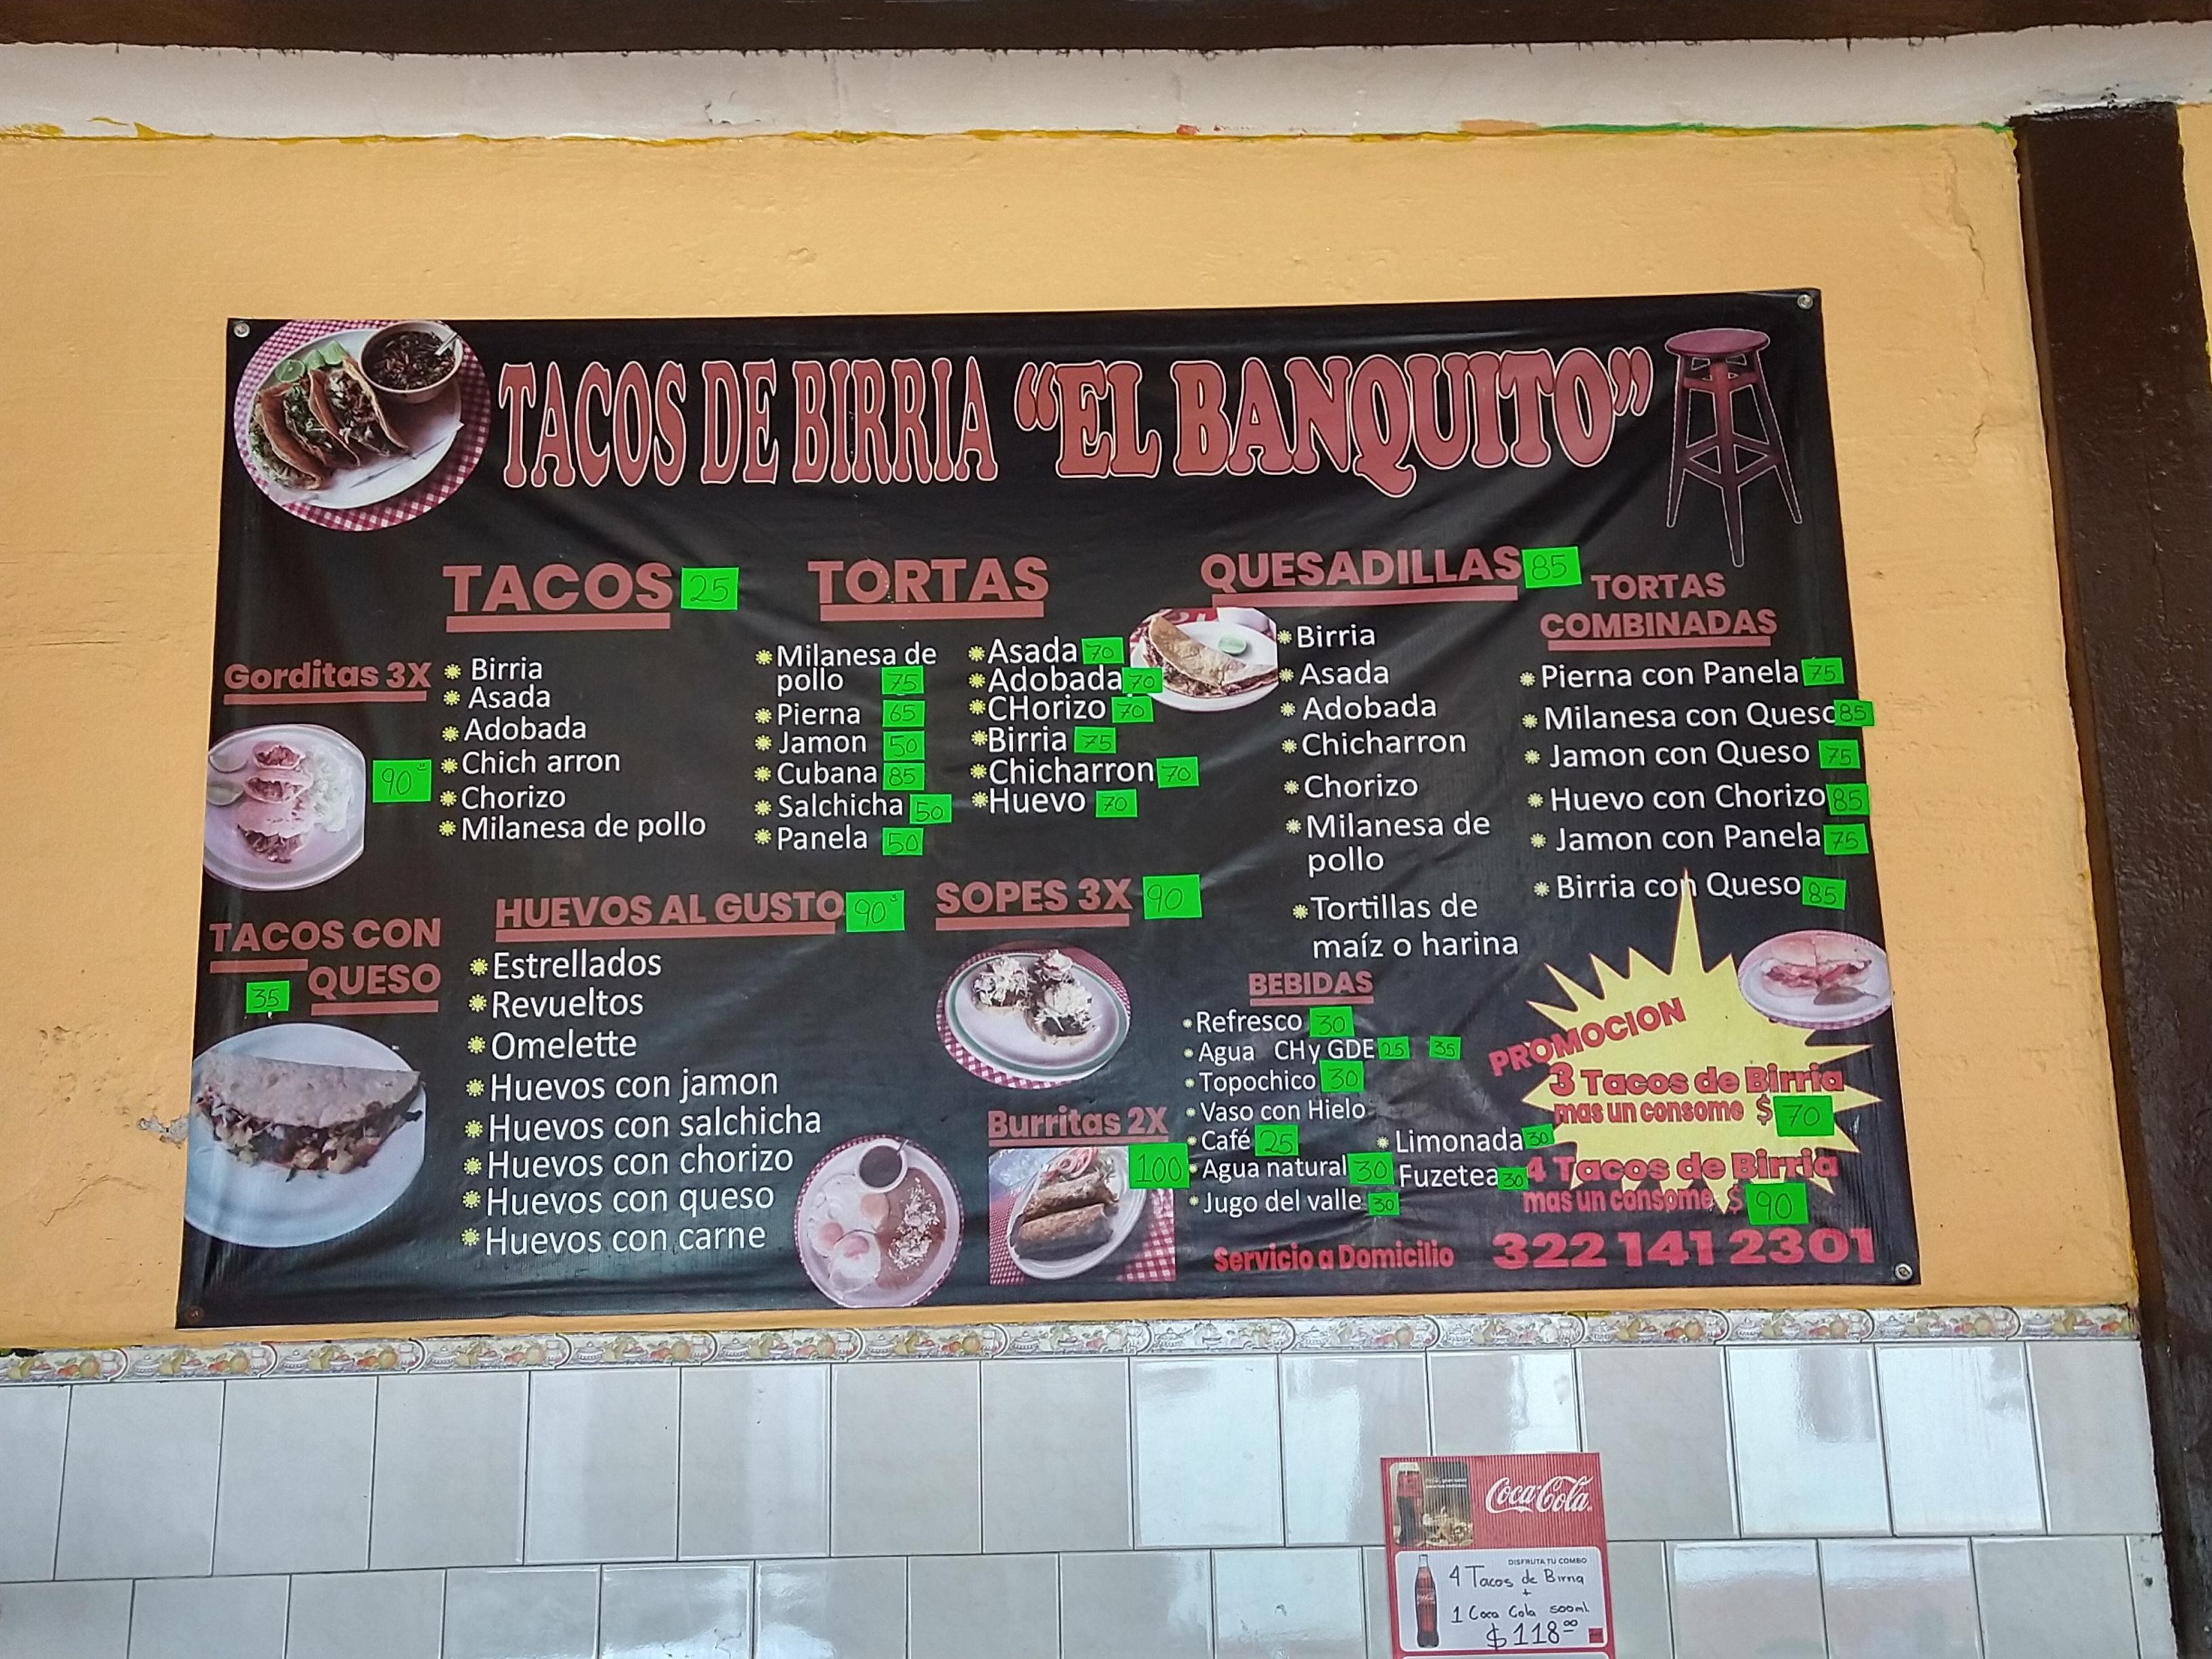 TACOS DE BIRRIA “EL BANQUITO”
TACOS 25
Birria
Asada
Adobada
Chich arron
Chorizo
Milanesa de pollo
Gorditas 3X
90
TACOS CON
QUESO
35
TORTAS
Milanesa de
pollo 75
Pierna 65
Jamon 50
Cubana 85
Salchicha 50
Panela 50
Asada 70
Adobada 70
CHorizo 70
Birria 75
Chicharron 70
Huevo 70
QUESADILLAS 85
Birria
Asada
Adobada
Chicharron
Chorizo
Milanesa de
pollo
Tortillas de
maíz o harina
TORTAS
COMBINADAS
Pierna con Panela 75
Milanesa con Queso 85
Jamon con Queso 75
Huevo con Chorizo 85
Jamon con Panela 75
Birria con Queso 85
HUEVOS AL GUSTO 90
Estrellados
Revueltos
Omelette
Huevos con jamon
Huevos con salchicha
Huevos con chorizo
Huevos con queso
Huevos con carne
SOPES 3X 90
Burritas 2X
100
BEBIDAS
Refresco 30
Agua CH y GDE 25 35
Topochico 30
Vaso con Hielo
Café 25
Agua natural 30
Jugo del valle 30
Limonada 30
Fuzetea 30
PROMOCION
3 Tacos de Birria
mas un consome $ 70
4 Tacos de Birria
mas un consome $ 90
Servicio a Domicilio 322 141 2301
Coca-Cola
DISFRUTA TU COMBO
4 Tacos de Birria
+
1 Coca Cola 500ml
$ 118.00